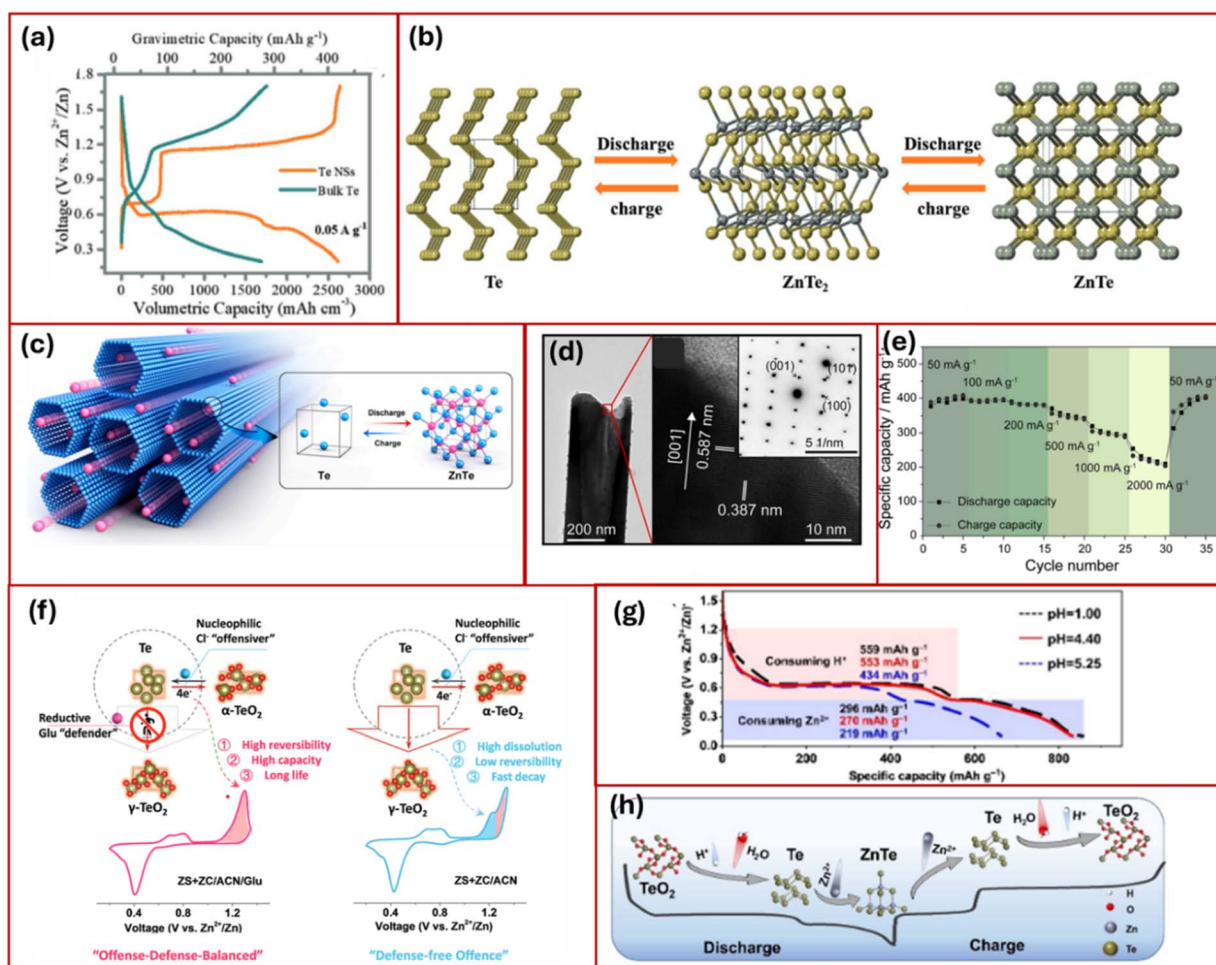 (a)
Gravimetric Capacity (mAh g⁻¹)
0 100 200 300 400
Voltage (V vs. Zn²⁺/Zn)
1.8
1.5
1.2
0.9
0.6
0.3
Te NSs
Bulk Te
0.05 A g⁻¹
0 500 1000 1500 2000 2500 3000
Volumetric Capacity (mAh cm⁻³)
(b)
Discharge
charge
Discharge
charge
Te
ZnTe₂
ZnTe
(c)
Discharge
Charge
Te
ZnTe
(d)
[001]
0.587 nm
0.387 nm
(001)
(101)
(100)
5 1/nm
200 nm
10 nm
(e)
Specific capacity / mAh g⁻¹
500
400
300
200
100
0
50 mA g⁻¹
100 mA g⁻¹
200 mA g⁻¹
500 mA g⁻¹
1000 mA g⁻¹
2000 mA g⁻¹
50 mA g⁻¹
Discharge capacity
Charge capacity
0 5 10 15 20 25 30 35
Cycle number
(f)
Nucleophilic
Cl⁻ "offensiver"
Te
4e⁻
α-TeO₂
Reductive
Glu "defender"
① High reversibility
② High capacity
③ Long life
γ-TeO₂
ZS+ZC/ACN/Glu
0.4 0.8 1.2
Voltage (V vs. Zn²⁺/Zn)
"Offense-Defense-Balanced"
Nucleophilic
Cl⁻ "offensiver"
Te
4e⁻
α-TeO₂
① High dissolution
② Low reversibility
③ Fast decay
γ-TeO₂
ZS+ZC/ACN
0.4 0.8 1.2
Voltage (V vs. Zn²⁺/Zn)
"Defense-free Offence"
(g)
Voltage (V vs. Zn²⁺/Zn)
1.5
1.2
0.9
0.6
0.3
0.0
pH=1.00
pH=4.40
pH=5.25
Consuming H⁺
559 mAh g⁻¹
553 mAh g⁻¹
434 mAh g⁻¹
Consuming Zn²⁺
296 mAh g⁻¹
270 mAh g⁻¹
219 mAh g⁻¹
0 200 400 600 800
Specific capacity (mAh g⁻¹)
(h)
TeO₂
H⁺
H₂O
Te
Zn²⁺
ZnTe
Zn²⁺
Te
H₂O
H⁺
TeO₂
Discharge
Charge
H
O
Zn
Te